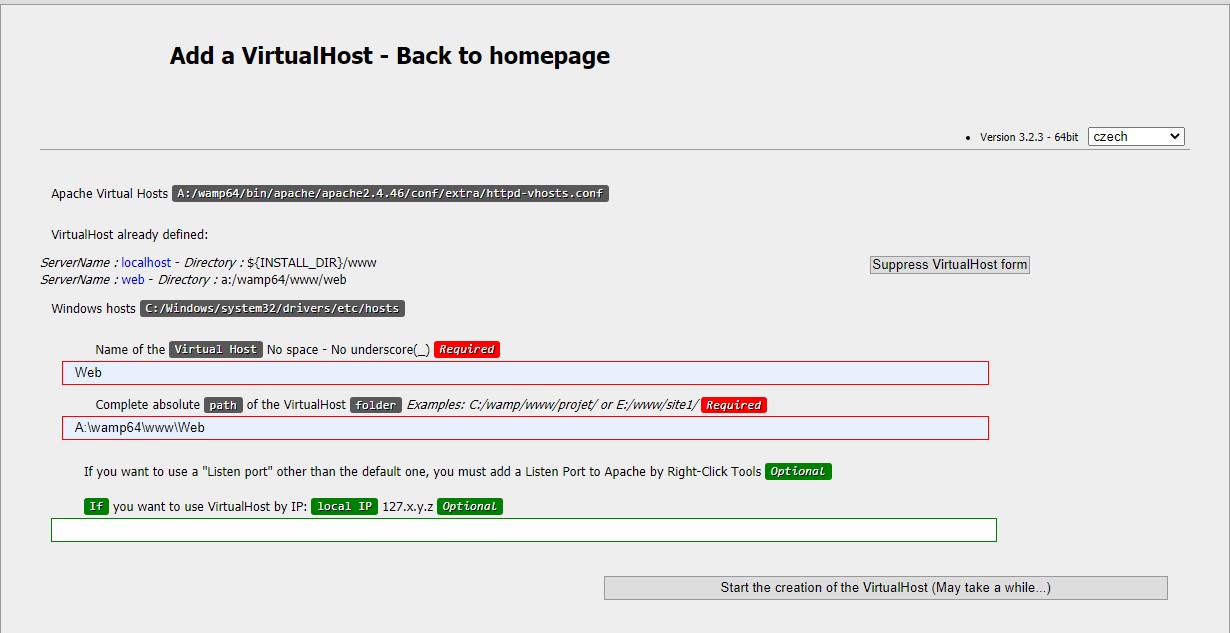 Add a VirtualHost - Back to homepage
• Version 3.2.3 - 64bit czech
Apache Virtual Hosts A:/wamp64/bin/apache/apache2.4.46/conf/extra/httpd-vhosts.conf
VirtualHost already defined:
ServerName : localhost - Directory : ${INSTALL_DIR}/www
ServerName : web - Directory : a:/wamp64/www/web
Suppress VirtualHost form
Windows hosts C:/Windows/system32/drivers/etc/hosts
Name of the Virtual Host No space - No underscore(_) Required
Web
Complete absolute path of the VirtualHost folder Examples: C:/wamp/www/projet/ or E:/www/site1/ Required
A:\wamp64\www\Web
If you want to use a "Listen port" other than the default one, you must add a Listen Port to Apache by Right-Click Tools Optional
If you want to use VirtualHost by IP: local IP 127.x.y.z Optional
Start the creation of the VirtualHost (May take a while...)